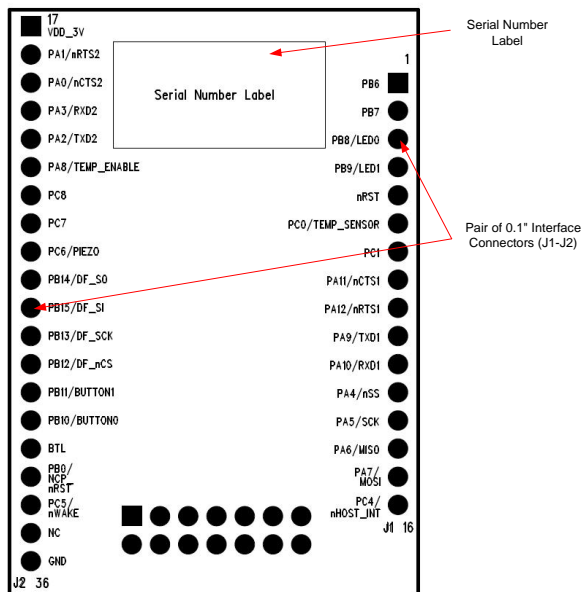 17
VDD_3V
PA1/nRTS2
PA0/nCTS2
PA3/RXD2
PA2/TXD2
PA8/TEMP_ENABLE
PC8
PC7
PC6/PIEZO
PB14/DF_SO
PB15/DF_SI
PB13/DF_SCK
PB12/DF_nCS
PB11/BUTTON1
PB10/BUTTON0
BTL
PB0/
NCP_
nRST
PC5/
nWAKE
NC
GND
J2 36
Serial Number Label
1
PB6
PB7
PB8/LED0
PB9/LED1
nRST
PC0/TEMP_SENSOR
PC1
PA11/nCTS1
PA12/nRTS1
PA9/TXD1
PA10/RXD1
PA4/nSS
PA5/SCK
PA6/MISO
PA7/
MOSI
PC4/
nHOST_INT
J1 16
Serial Number
Label
Pair of 0.1" Interface
Connectors (J1-J2)